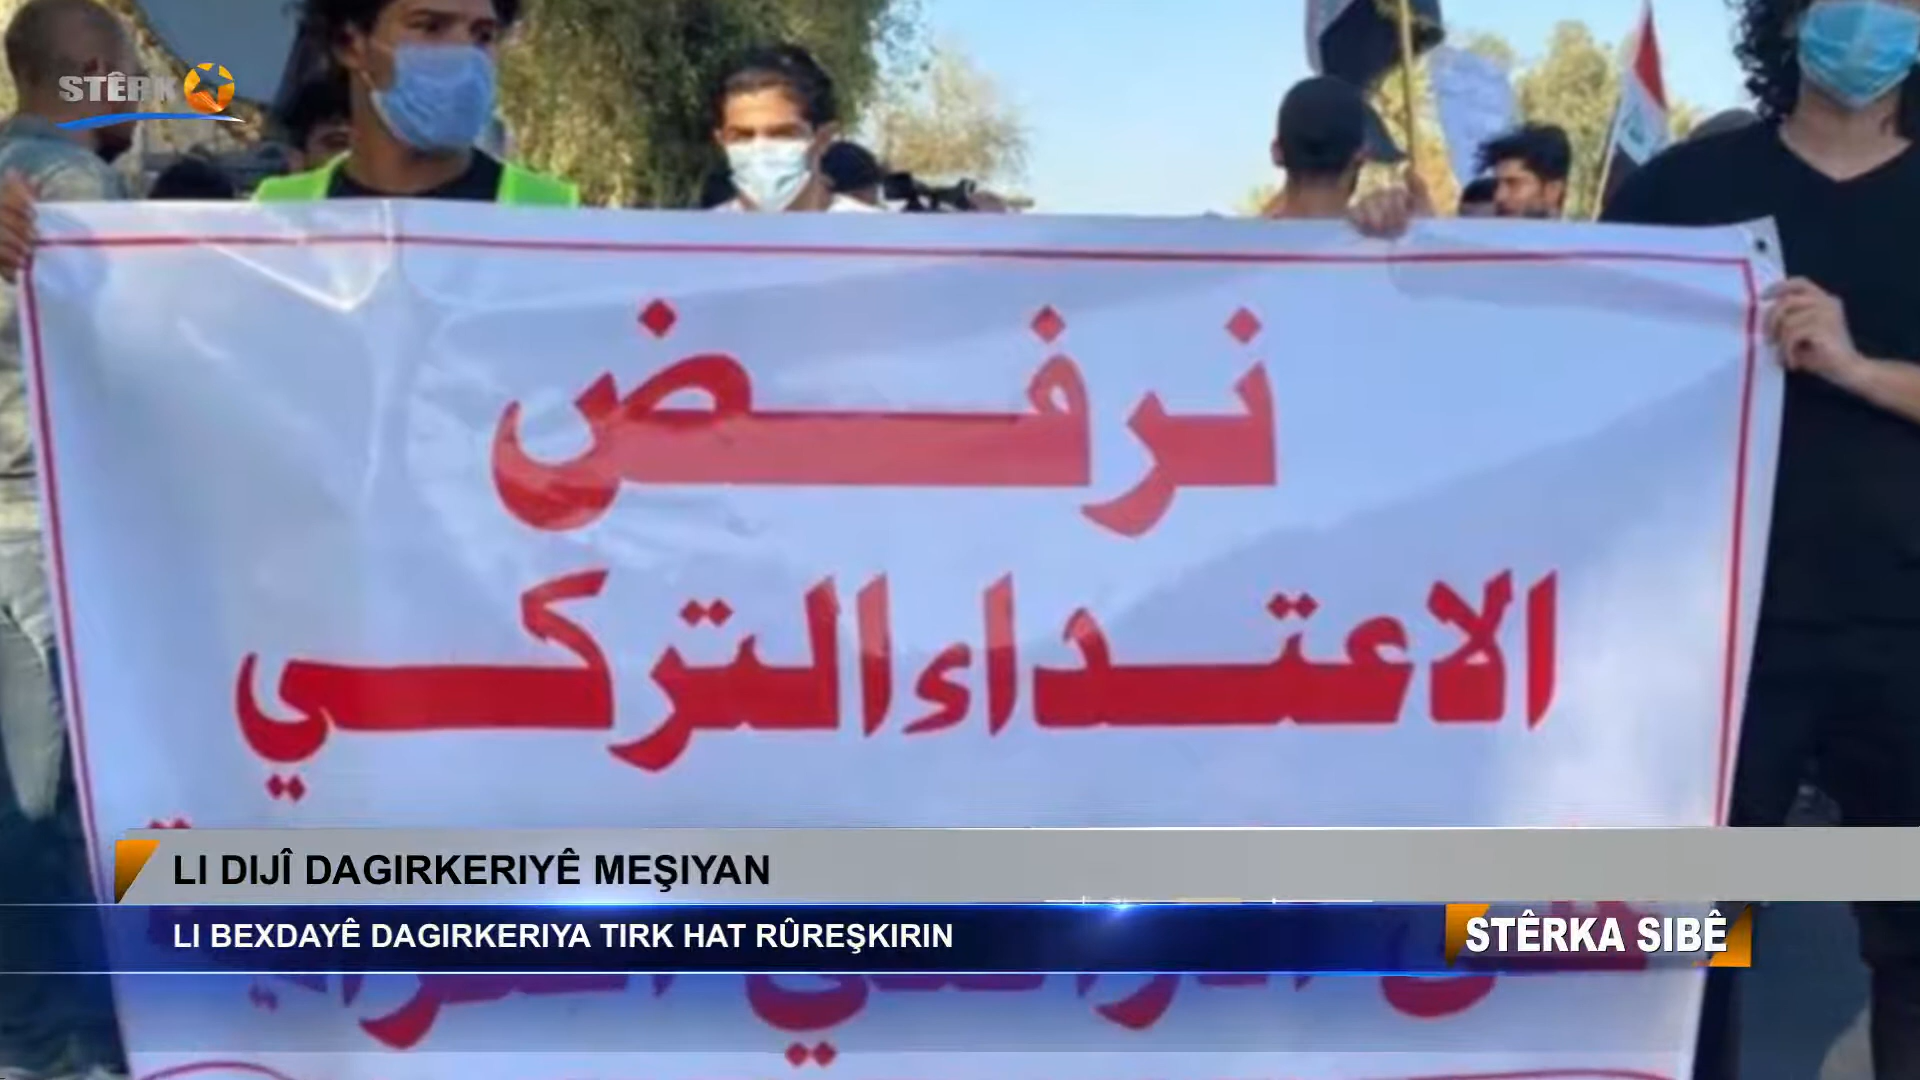 STÊRK
نرفض
الاعتداء التركي
LI DIJÎ DAGIRKERIYÊ MEŞIYAN
LI BEXDAYÊ DAGIRKERIYA TIRK HAT RÛREŞKIRIN
STÊRKA SIBÊ